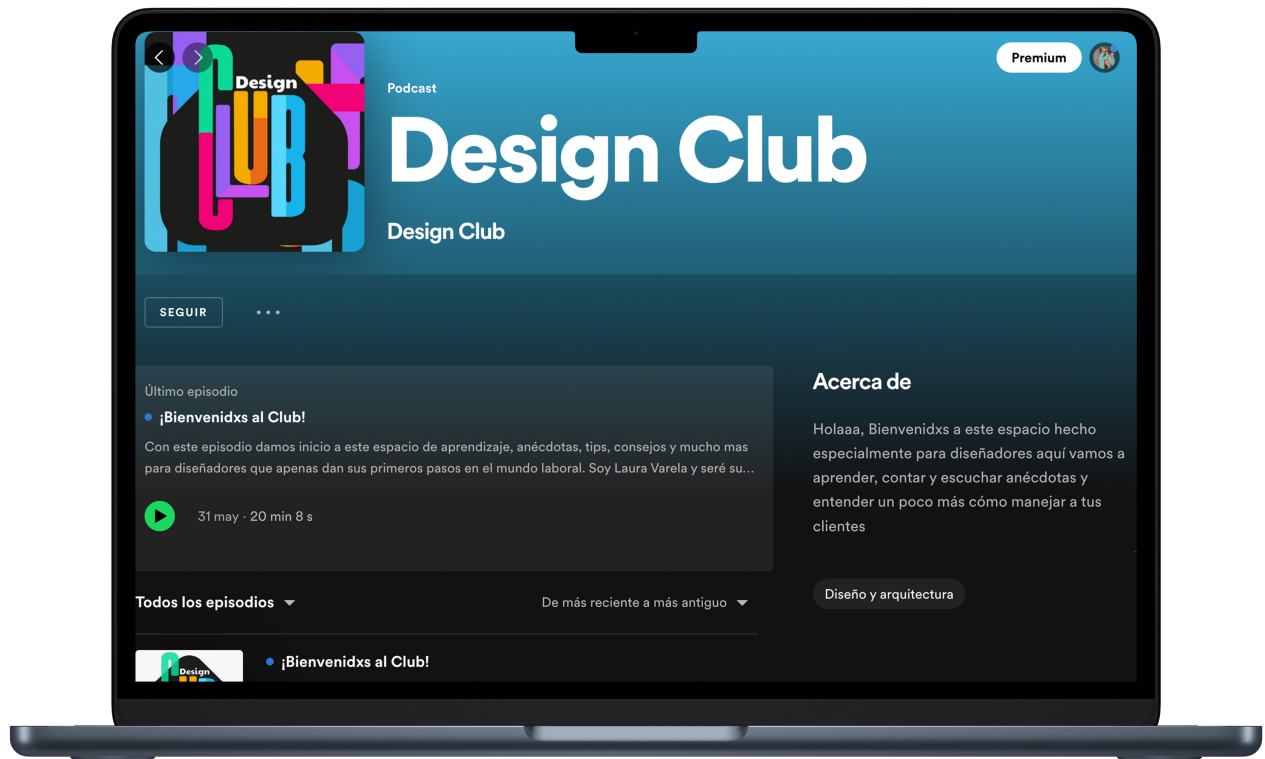 Design
CLUB
Premium
Podcast
Design Club
Design Club
SEGUIR
Último episodio
¡Bienvenidxs al Club!
Con este episodio damos inicio a este espacio de aprendizaje, anécdotas, tips, consejos y mucho mas
para diseñadores que apenas dan sus primeros pasos en el mundo laboral. Soy Laura Varela y seré su...
31 may · 20 min 8 s
Acerca de
Holaaa, Bienvenidxs a este espacio hecho
especialmente para diseñadores aquí vamos a
aprender, contar y escuchar anécdotas y
entender un poco más cómo manejar a tus
clientes
Diseño y arquitectura
Todos los episodios
De más reciente a más antiguo
Design
¡Bienvenidxs al Club!